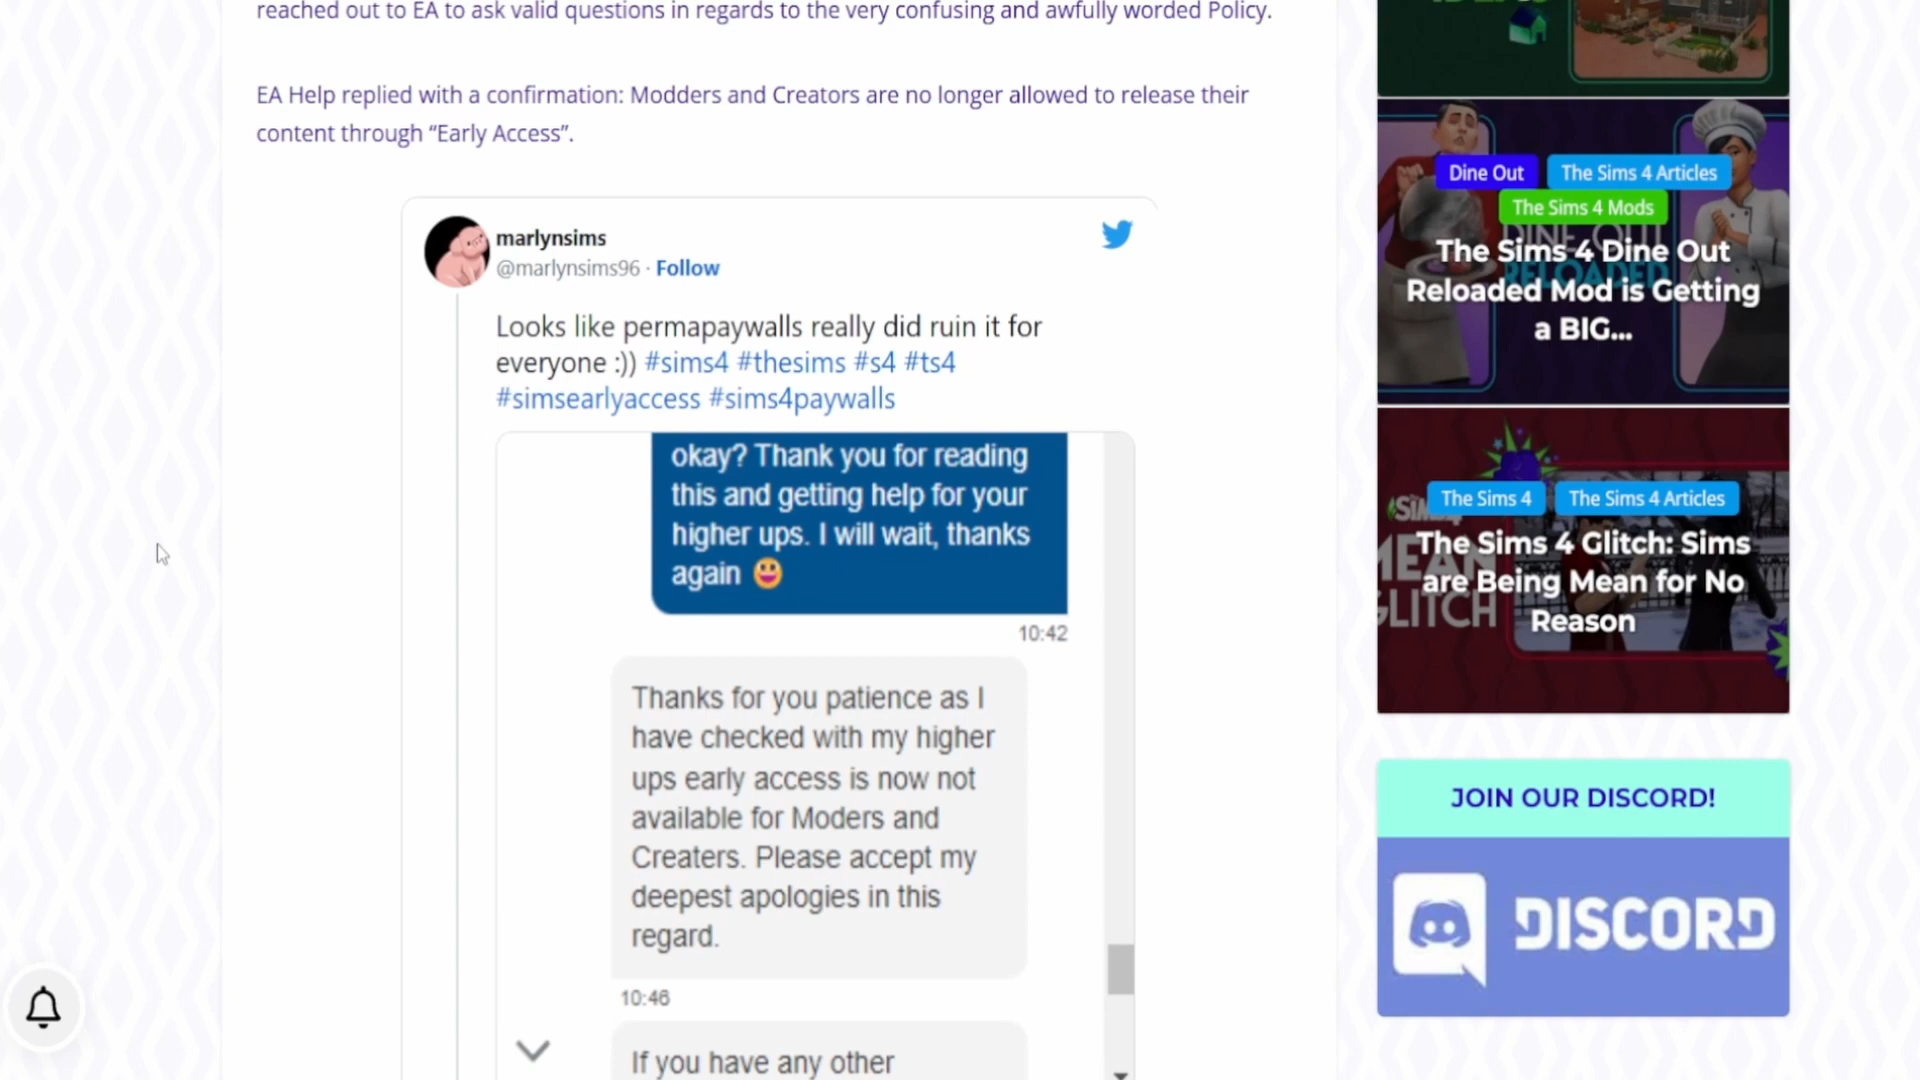 reached out to EA to ask valid questions in regards to the very confusing and awfully worded Policy.
EA Help replied with a confirmation: Modders and Creators are no longer allowed to release their
content through “Early Access”.
marlynsims
@marlynsims96 · Follow
Looks like permapaywalls really did ruin it for
everyone :)) #sims4 #thesims #s4 #ts4
#simsearlyaccess #sims4paywalls
okay? Thank you for reading
this and getting help for your
higher ups. I will wait, thanks
again 😃
10:42
Thanks for you patience as I
have checked with my higher
ups early access is now not
available for Moders and
Creaters. Please accept my
deepest apologies in this
regard.
10:46
If you have any other
Dine Out
The Sims 4 Articles
The Sims 4 Mods
DINE OUT
RELOADED
The Sims 4 Dine Out
Reloaded Mod is Getting
a BIG...
The Sims 4
The Sims 4 Articles
MEAN
GLITCH
The Sims 4 Glitch: Sims
are Being Mean for No
Reason
JOIN OUR DISCORD!
DISCORD